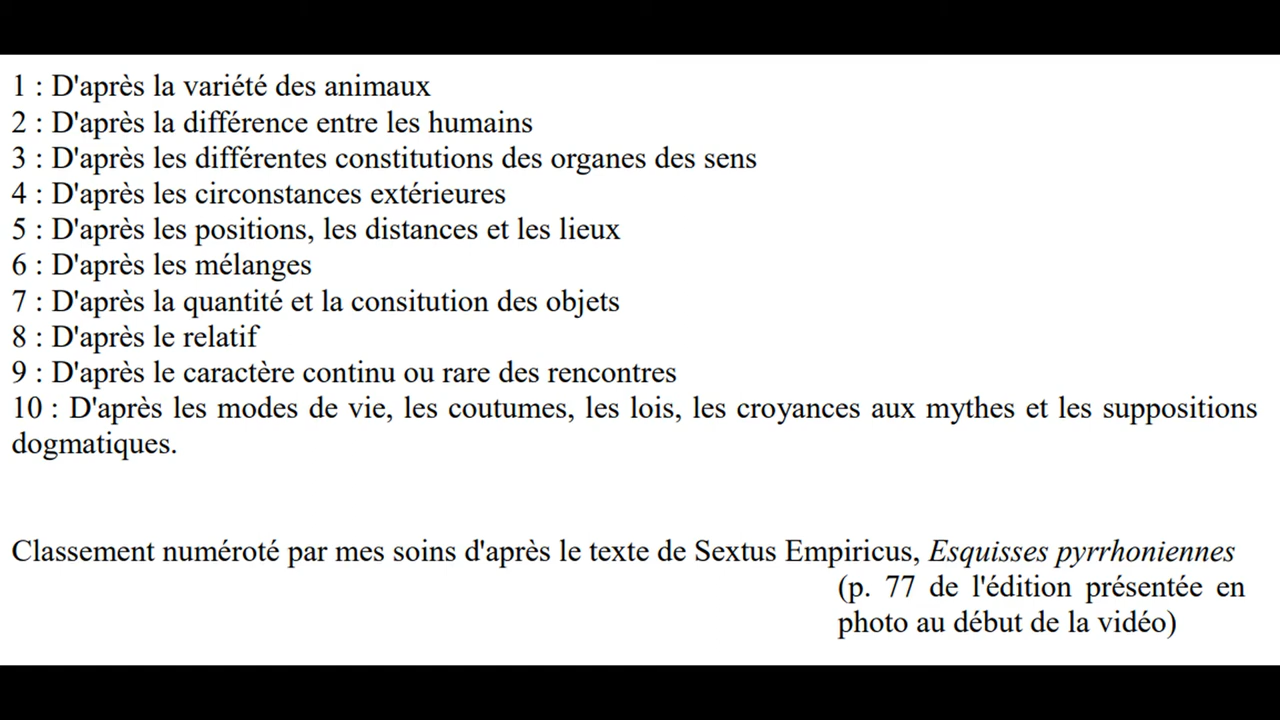 1 : D'après la variété des animaux
2 : D'après la différence entre les humains
3 : D'après les différentes constitutions des organes des sens
4 : D'après les circonstances extérieures
5 : D'après les positions, les distances et les lieux
6 : D'après les mélanges
7 : D'après la quantité et la consitution des objets
8 : D'après le relatif
9 : D'après le caractère continu ou rare des rencontres
10 : D'après les modes de vie, les coutumes, les lois, les croyances aux mythes et les suppositions
dogmatiques.
Classement numéroté par mes soins d'après le texte de Sextus Empiricus, Esquisses pyrrhoniennes
(p. 77 de l'édition présentée en
photo au début de la vidéo)